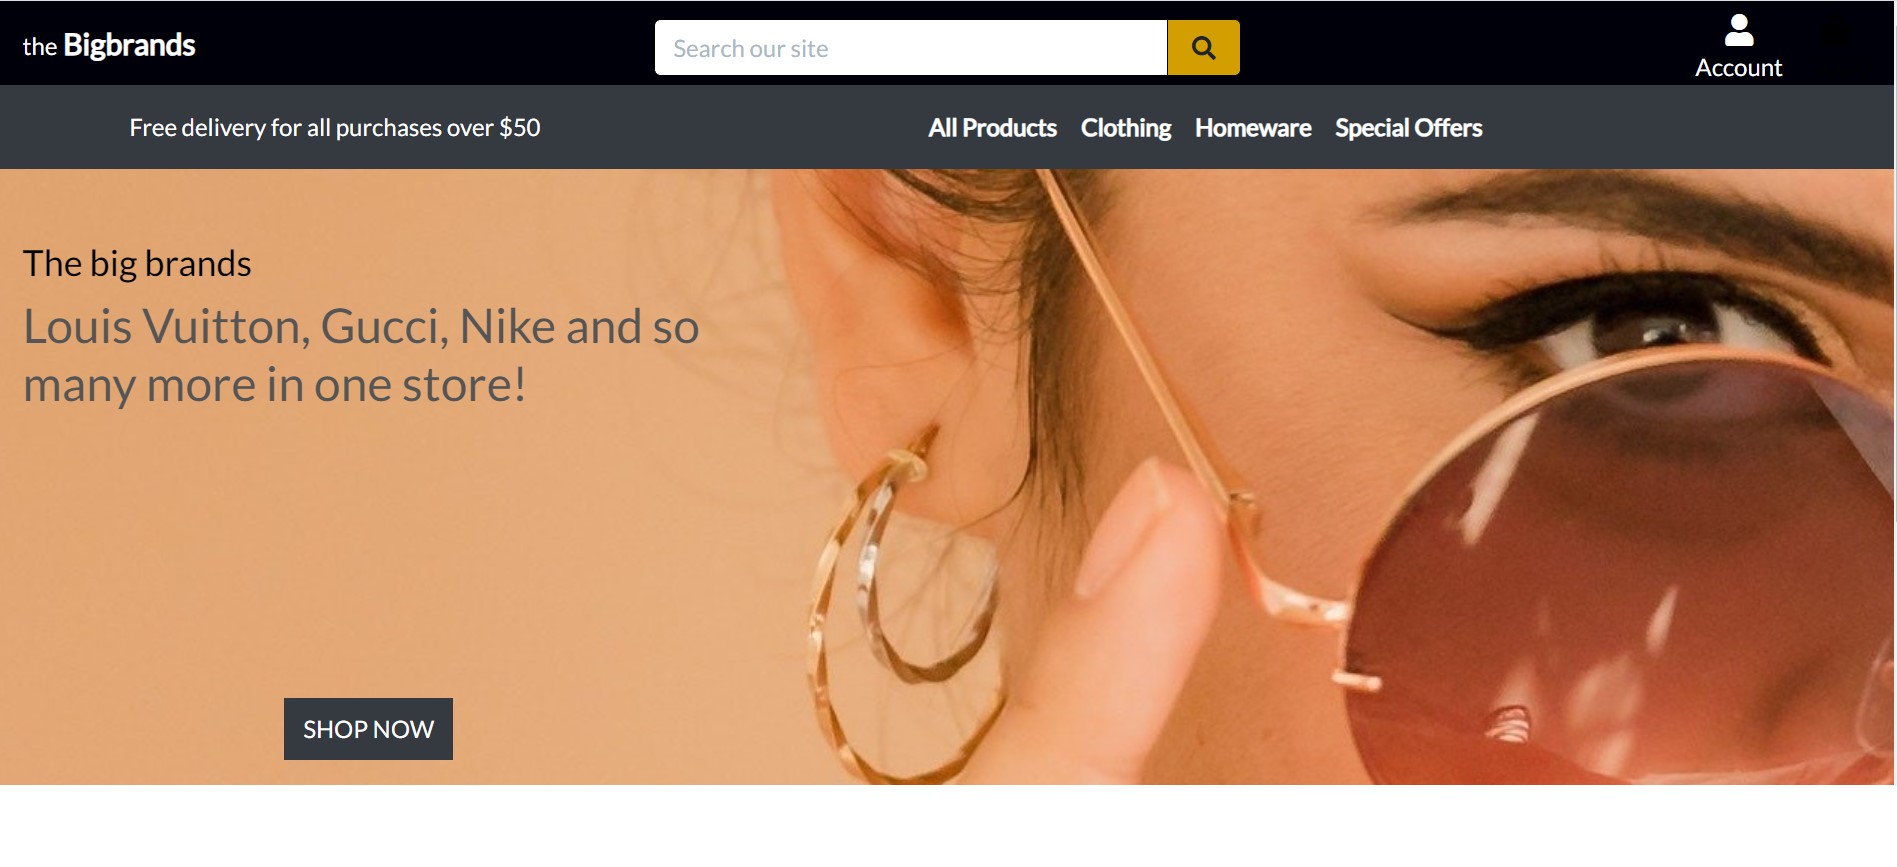 the Bigbrands
Search our site
Account
Free delivery for all purchases over $50
All Products Clothing Homeware Special Offers
The big brands
Louis Vuitton, Gucci, Nike and so
many more in one store!
SHOP NOW